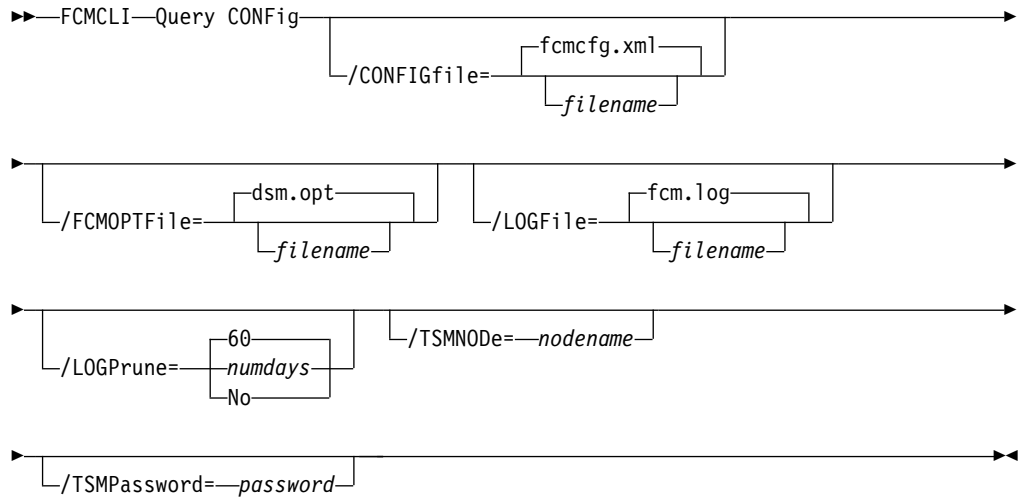 FCMCLI Query CONFig
fcmcfg.xml
/CONFIGfile=
filename
dsm.opt
fcm.log
/FCMOPTFile=
/LOGFile=
filename
filename
60
/TSMNODe= nodename
/LOGPrune= numdays
No
/TSMPassword= password